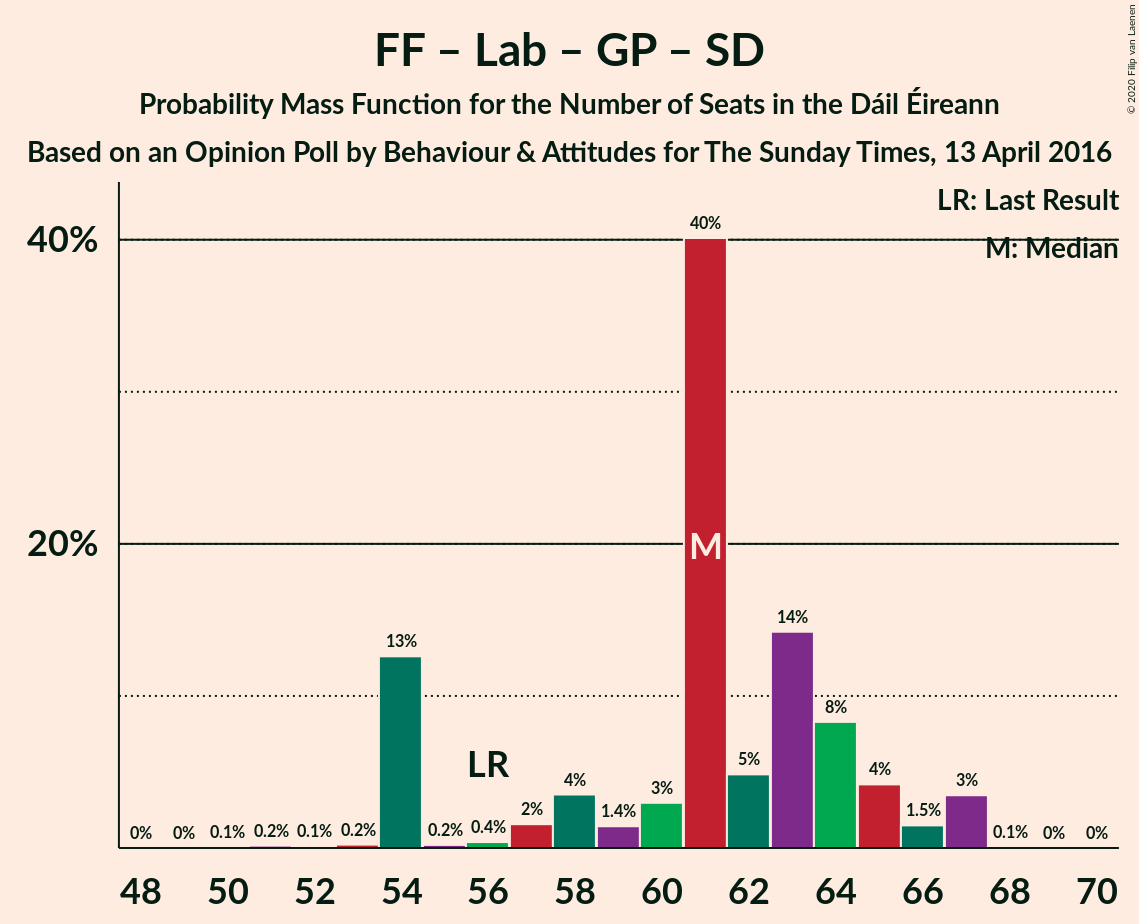 FF – Lab – GP – SD
Probability Mass Function for the Number of Seats in the Dáil Éireann
Based on an Opinion Poll by Behaviour & Attitudes for The Sunday Times, 13 April 2016
© 2020 Filip van Laenen
LR: Last Result
M: Median
40%
20%
0% 0% 0.1% 0.2% 0.1% 0.2% 13% 0.2% 0.4% 2% 4% 1.4% 3% 40% 5% 14% 8% 4% 1.5% 3% 0.1% 0% 0%
LR
M
48 50 52 54 56 58 60 62 64 66 68 70